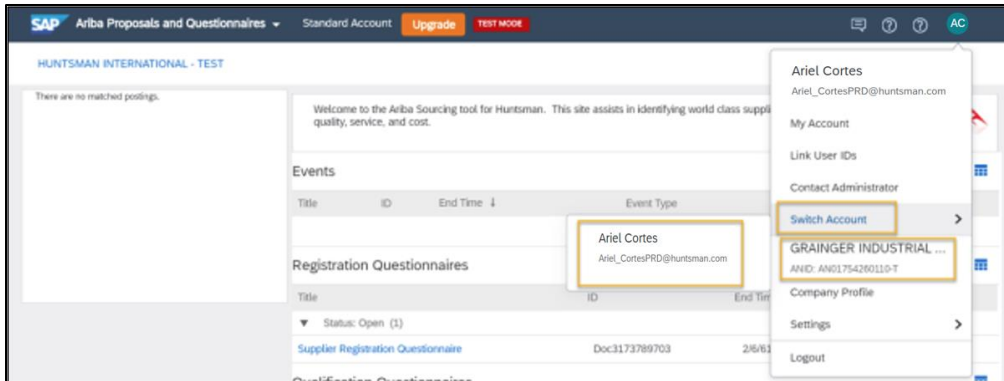 SAP Ariba Proposals and Questionnaires Standard Account Upgrade TEST MODE AC
HUNTSMAN INTERNATIONAL - TEST
There are no matched postings.
Welcome to the Ariba Sourcing tool for Huntsman. This site assists in identifying world class suppli
quality, service, and cost.
Events
Title ID End Time ↓ Event Type
Registration Questionnaires
Title ID End Tim
▼ Status: Open (1)
Supplier Registration Questionnaire Doc3173789703 2/6/61
Qualification Questionnaires
Ariel Cortes
Ariel_CortesPRD@huntsman.com
Ariel Cortes
Ariel_CortesPRD@huntsman.com
My Account
Link User IDs
Contact Administrator
Switch Account >
GRAINGER INDUSTRIAL ...
ANID: AN01754260110-T
Company Profile
Settings >
Logout